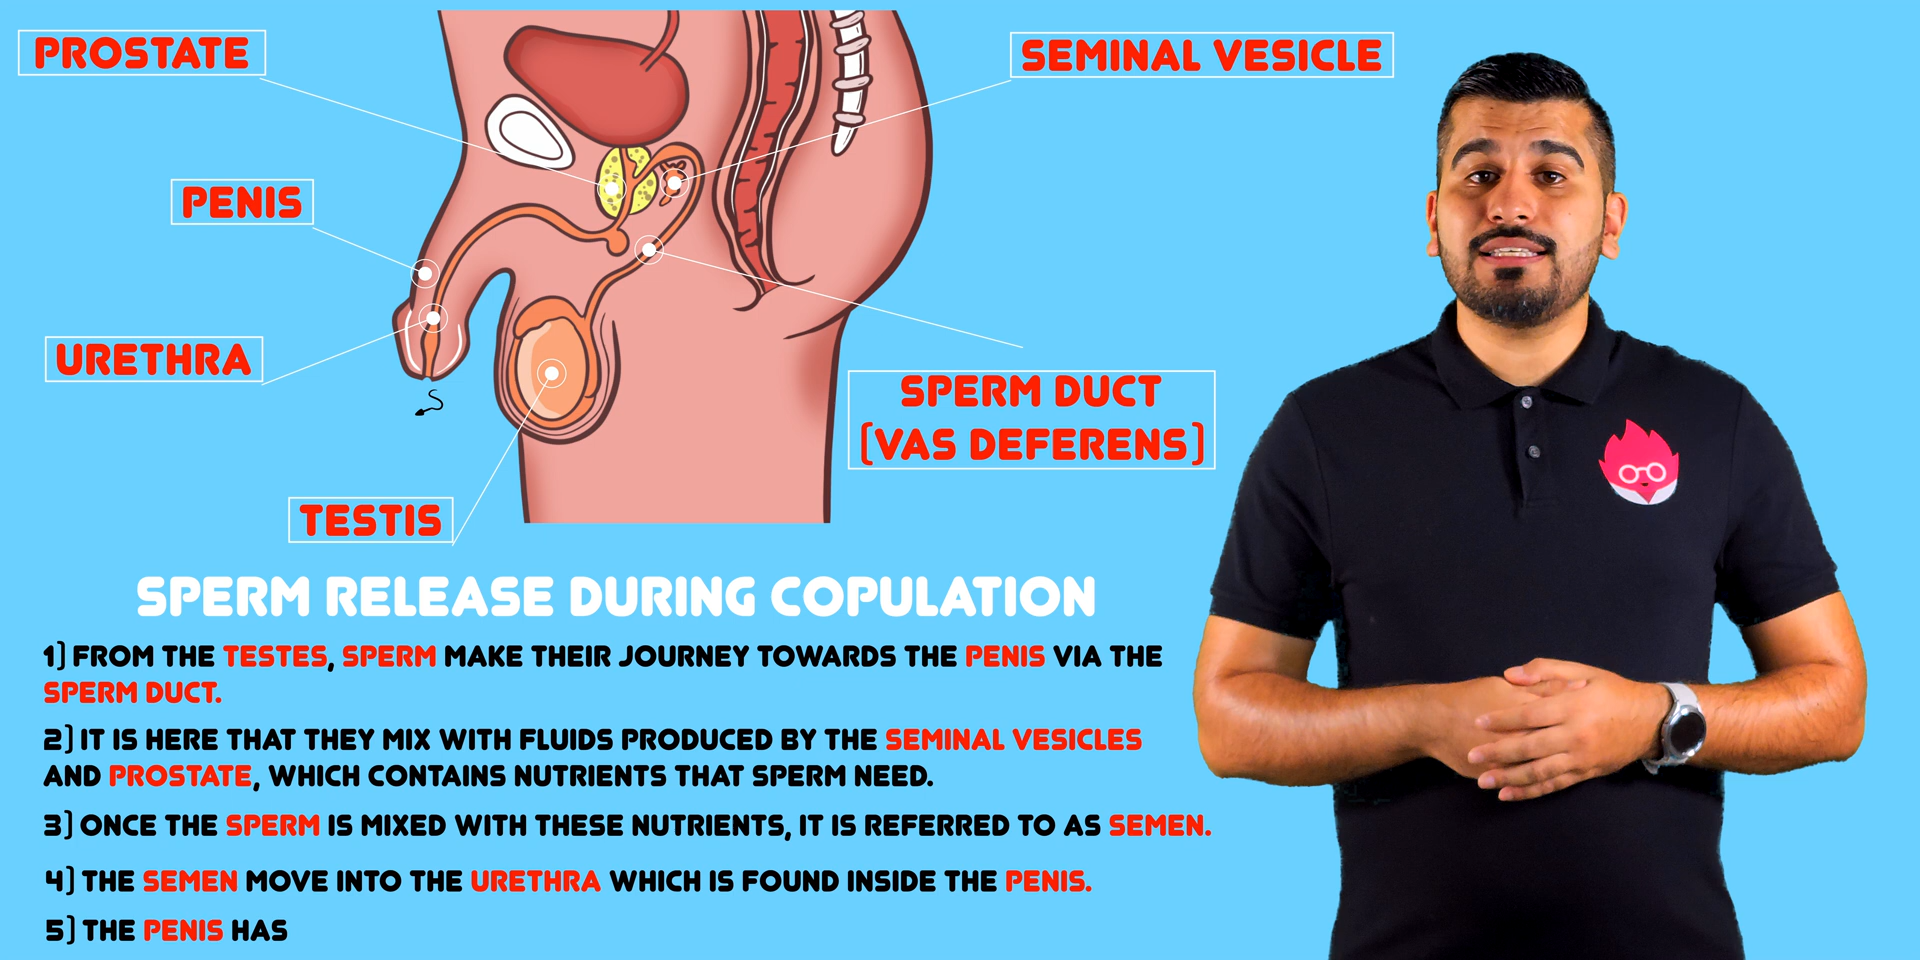 PROSTATE
SEMINAL VESICLE
PENIS
URETHRA
SPERM DUCT
(VAS DEFERENS)
TESTIS
SPERM RELEASE DURING COPULATION
1) FROM THE TESTES, SPERM MAKE THEIR JOURNEY TOWARDS THE PENIS VIA THE
SPERM DUCT.
2) IT IS HERE THAT THEY MIX WITH FLUIDS PRODUCED BY THE SEMINAL VESICLES
AND PROSTATE, WHICH CONTAINS NUTRIENTS THAT SPERM NEED.
3) ONCE THE SPERM IS MIXED WITH THESE NUTRIENTS, IT IS REFERRED TO AS SEMEN.
4) THE SEMEN MOVE INTO THE URETHRA WHICH IS FOUND INSIDE THE PENIS.
5) THE PENIS HAS